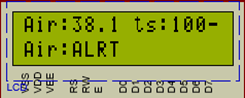 Air:38.1 ts:100-
Air:ALRT
LCD
VSS
VDD
VEE
RS
RW
E
D0
D1
D2
D3
D4
D5
D6
D7